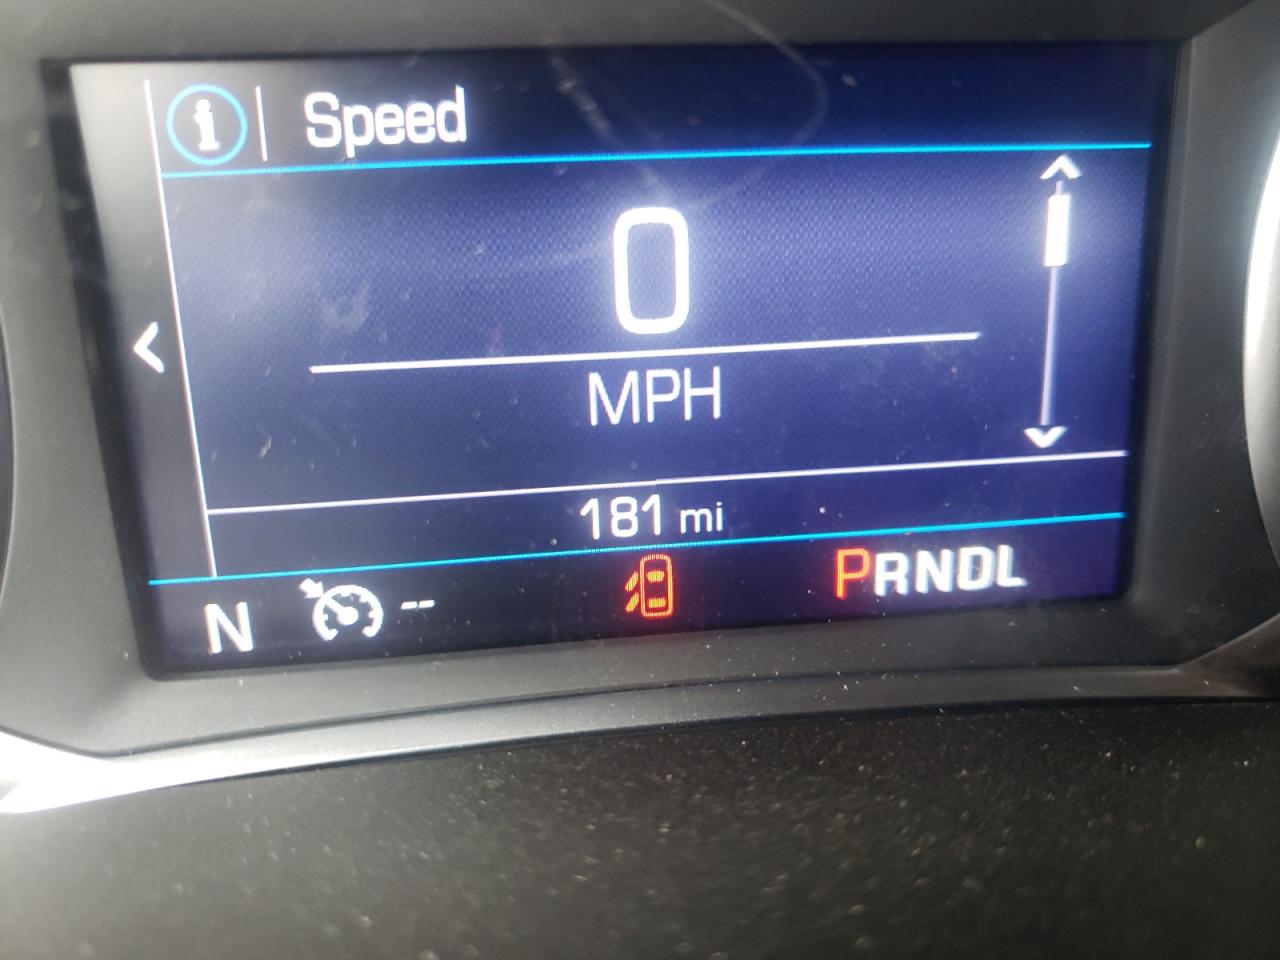 i Speed
0
MPH
181 mi
N -- PRNDL